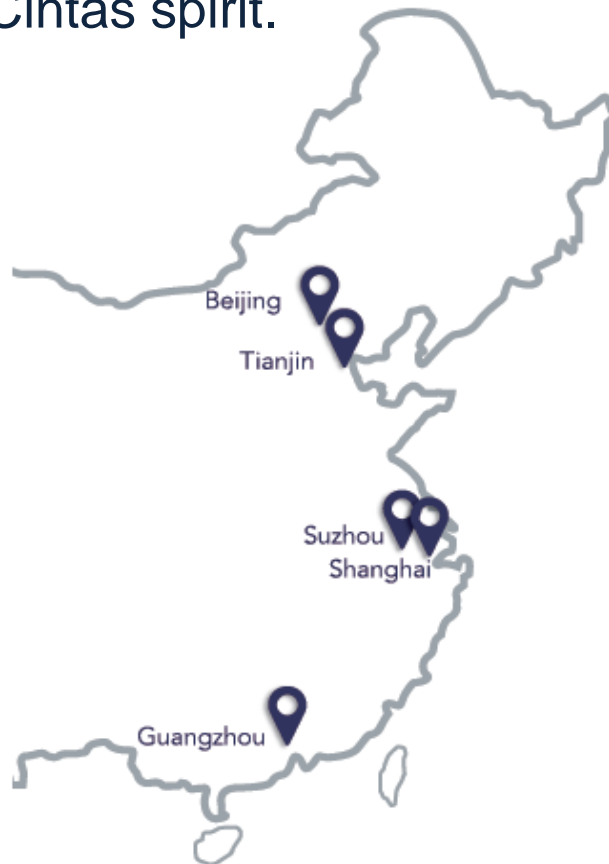 Cintas spirit.
Beijing
Tianjin
Suzhou
Shanghai
Guangzhou